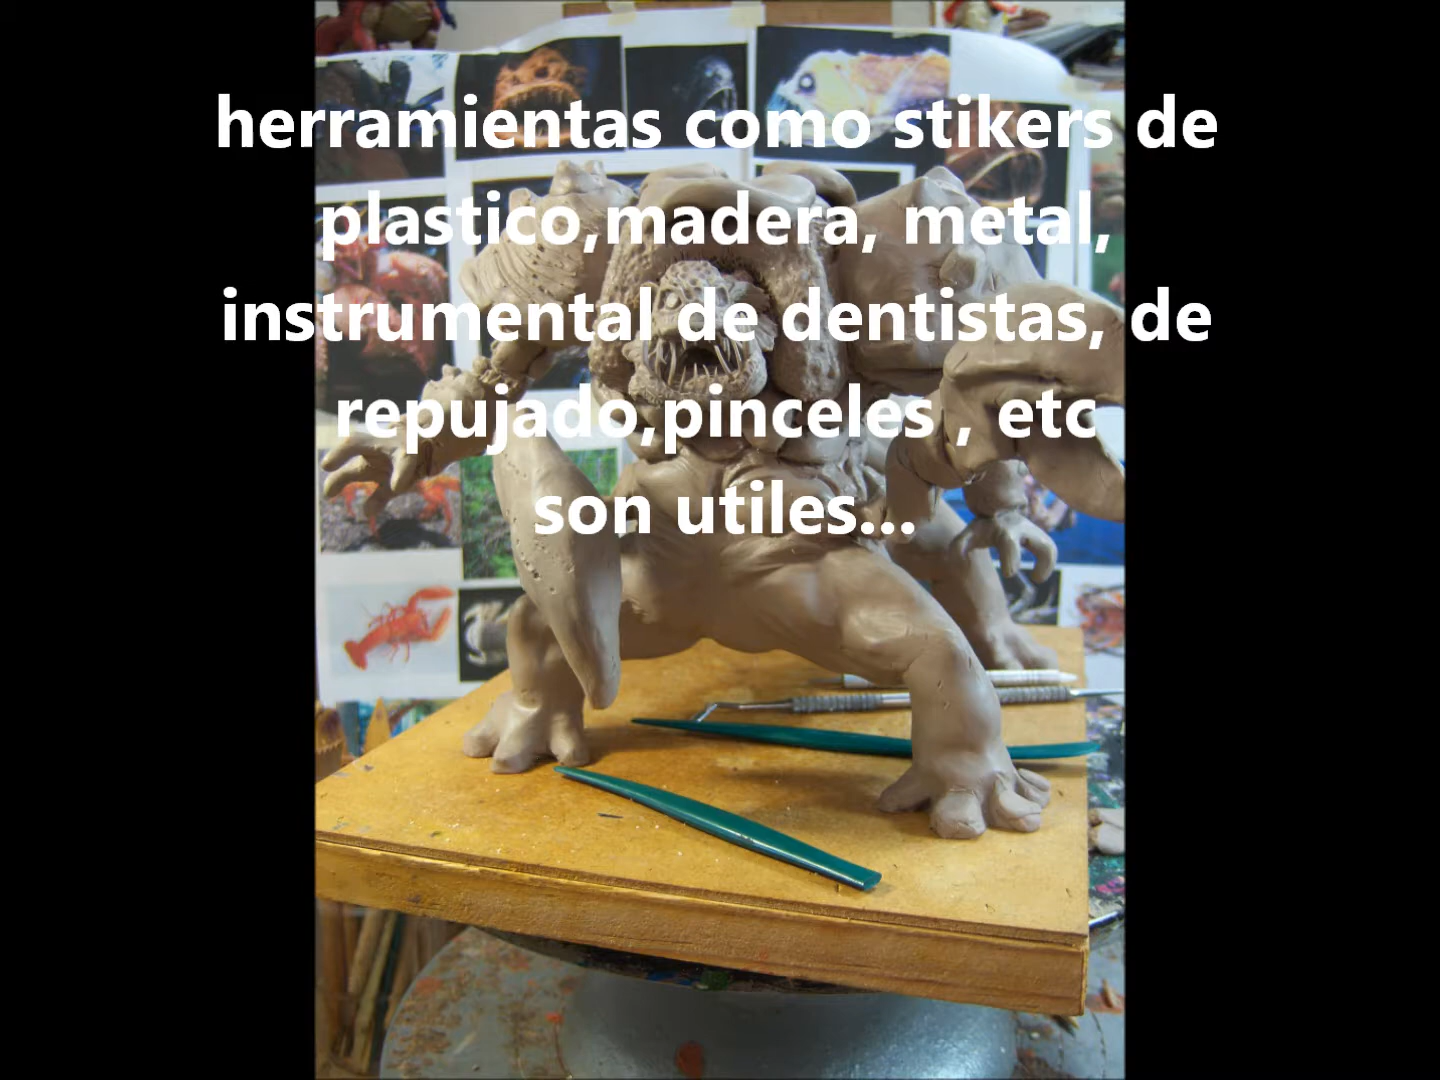 herramientas como stikers de
plastico,madera, metal,
instrumental de dentistas, de
repujado,pinceles , etc
son utiles...